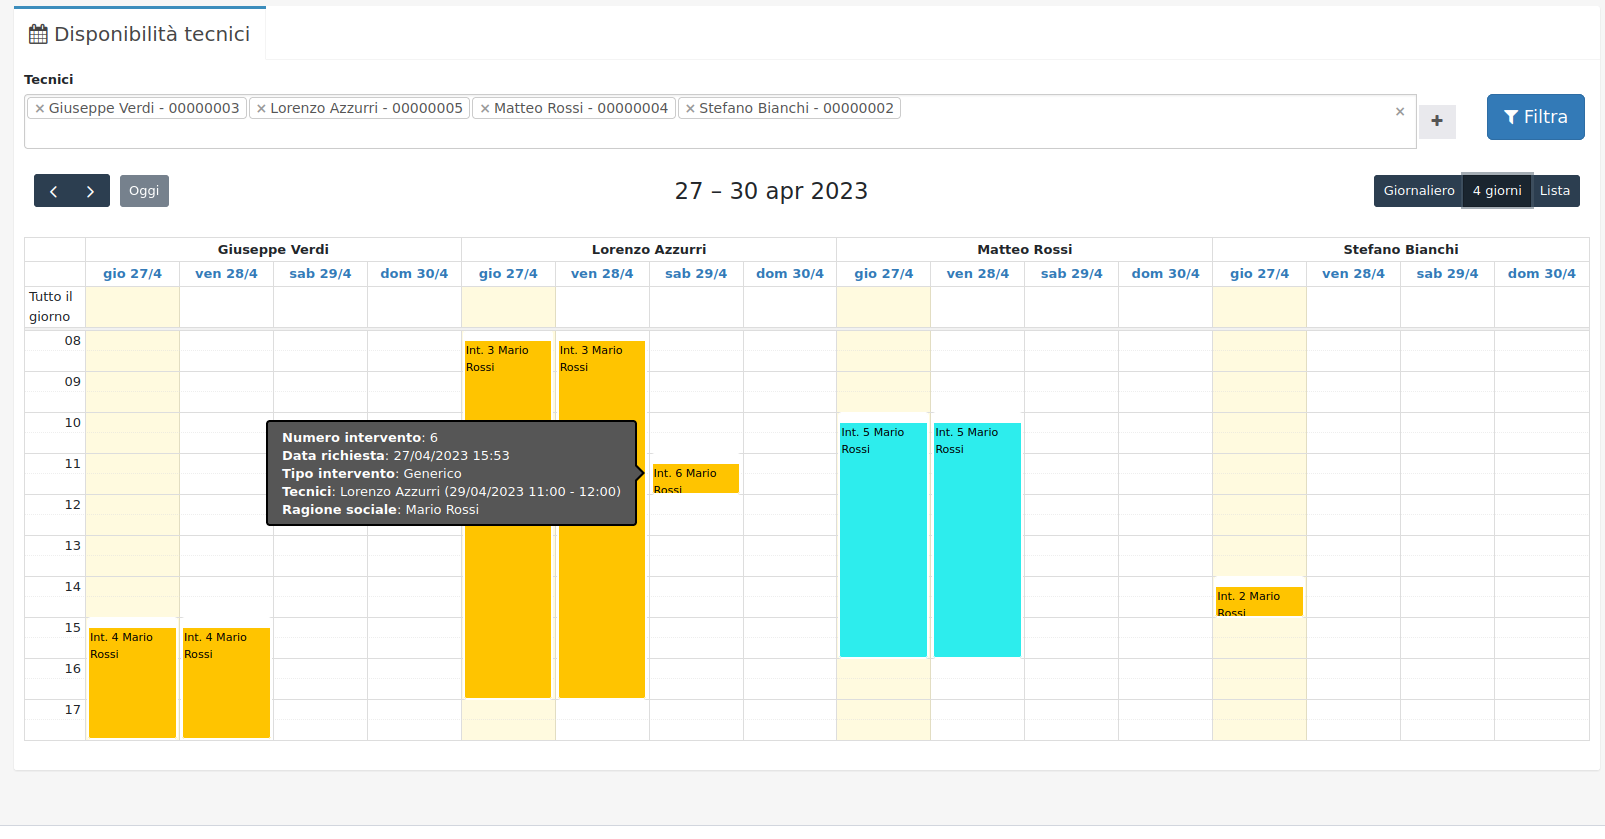 Disponibilità tecnici
Tecnici
× Giuseppe Verdi - 00000003 × Lorenzo Azzurri - 00000005 × Matteo Rossi - 00000004 × Stefano Bianchi - 00000002 ×
+
Filtra
Oggi
27 – 30 apr 2023
Giornaliero 4 giorni Lista
Giuseppe Verdi Lorenzo Azzurri Matteo Rossi Stefano Bianchi
gio 27/4 ven 28/4 sab 29/4 dom 30/4 gio 27/4 ven 28/4 sab 29/4 dom 30/4 gio 27/4 ven 28/4 sab 29/4 dom 30/4 gio 27/4 ven 28/4 sab 29/4 dom 30/4
Tutto il
giorno
08
Int. 3 Mario Int. 3 Mario
Rossi Rossi
09
10
Int. 5 Mario Int. 5 Mario
Rossi Rossi
Numero intervento: 6
Data richiesta: 27/04/2023 15:53
Tipo intervento: Generico
Tecnici: Lorenzo Azzurri (29/04/2023 11:00 - 12:00)
Ragione sociale: Mario Rossi
11
Int. 6 Mario
Rossi
12
13
14
Int. 2 Mario
Rossi
15
Int. 4 Mario Int. 4 Mario
Rossi Rossi
16
17